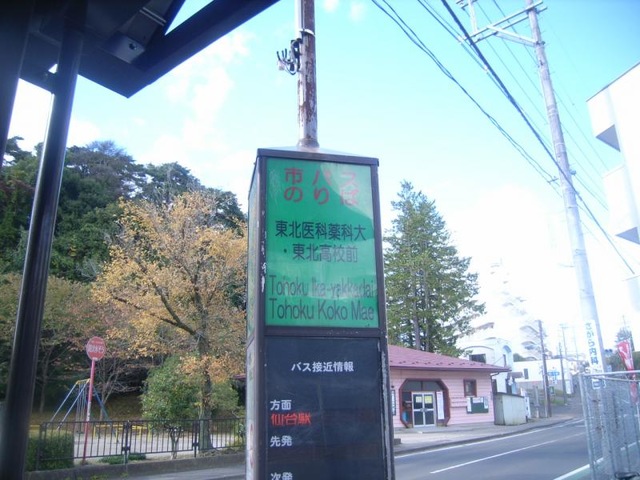 市バス
のりば
東北医科薬科大
・東北高校前
Tohoku Ika-yakkadai
Tohoku Koko Mae
バス接近情報
方面
仙台駅
先発
次発